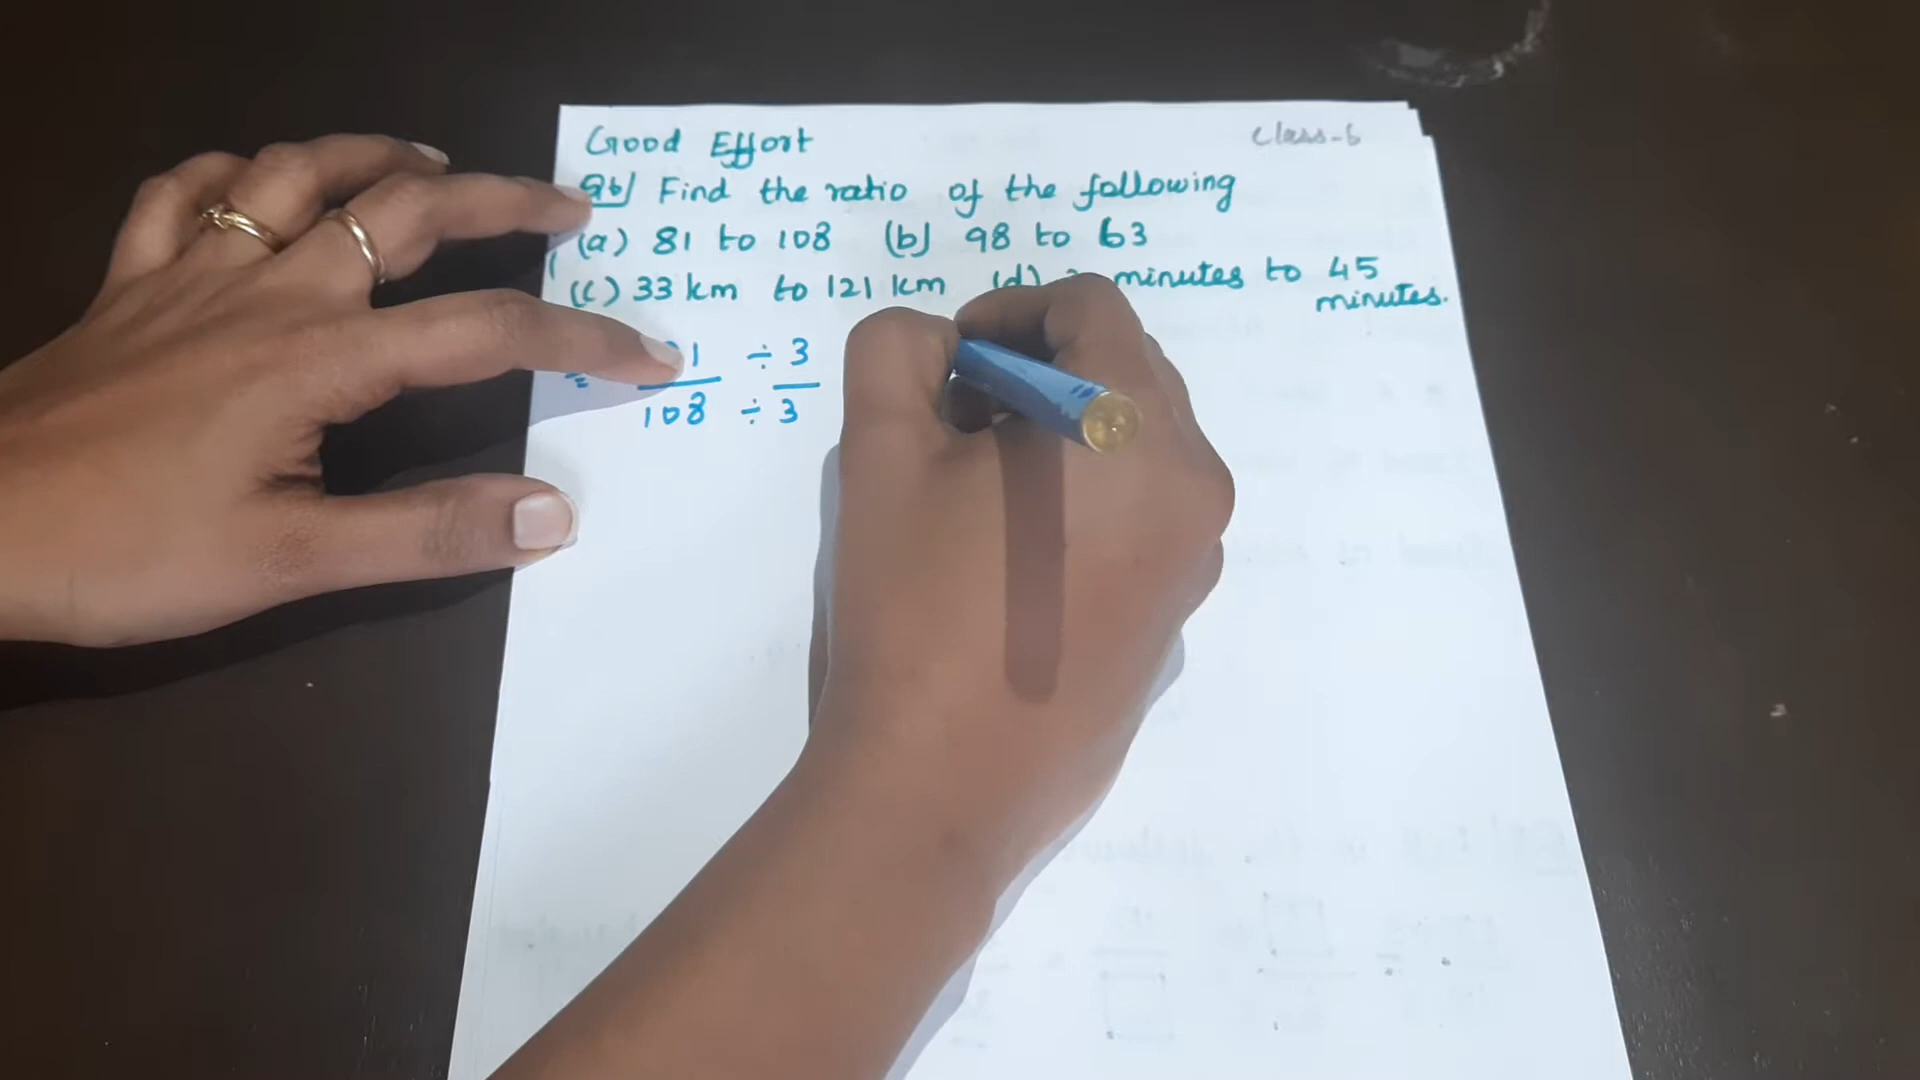 Good Effort
Class-6
Q6/ Find the ratio of the following
(a) 81 to 108 (b) 98 to 63
(c) 33 km to 121 km (d) minutes to 45
minutes.
1 ÷ 3
108 ÷ 3